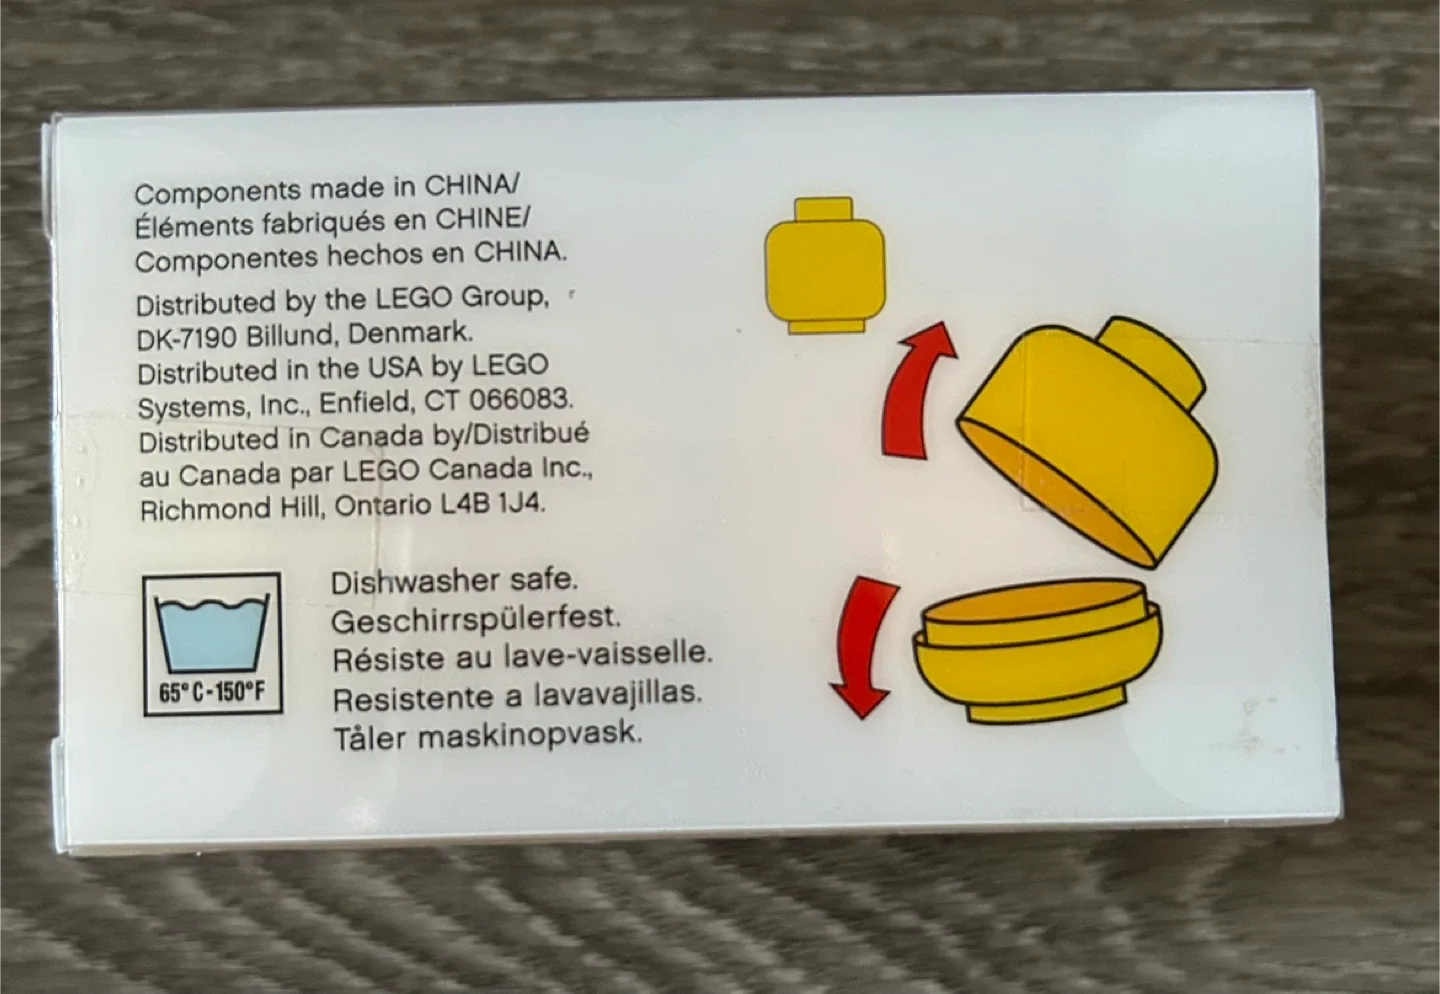 Components made in CHINA/
Éléments fabriqués en CHINE/
Componentes hechos en CHINA.
Distributed by the LEGO Group,
DK-7190 Billund, Denmark.
Distributed in the USA by LEGO
Systems, Inc., Enfield, CT 066083.
Distributed in Canada by/Distribué
au Canada par LEGO Canada Inc.,
Richmond Hill, Ontario L4B 1J4.
65°C-150°F
Dishwasher safe.
Geschirrspülerfest.
Résiste au lave-vaisselle.
Resistente a lavavajillas.
Tåler maskinopvask.